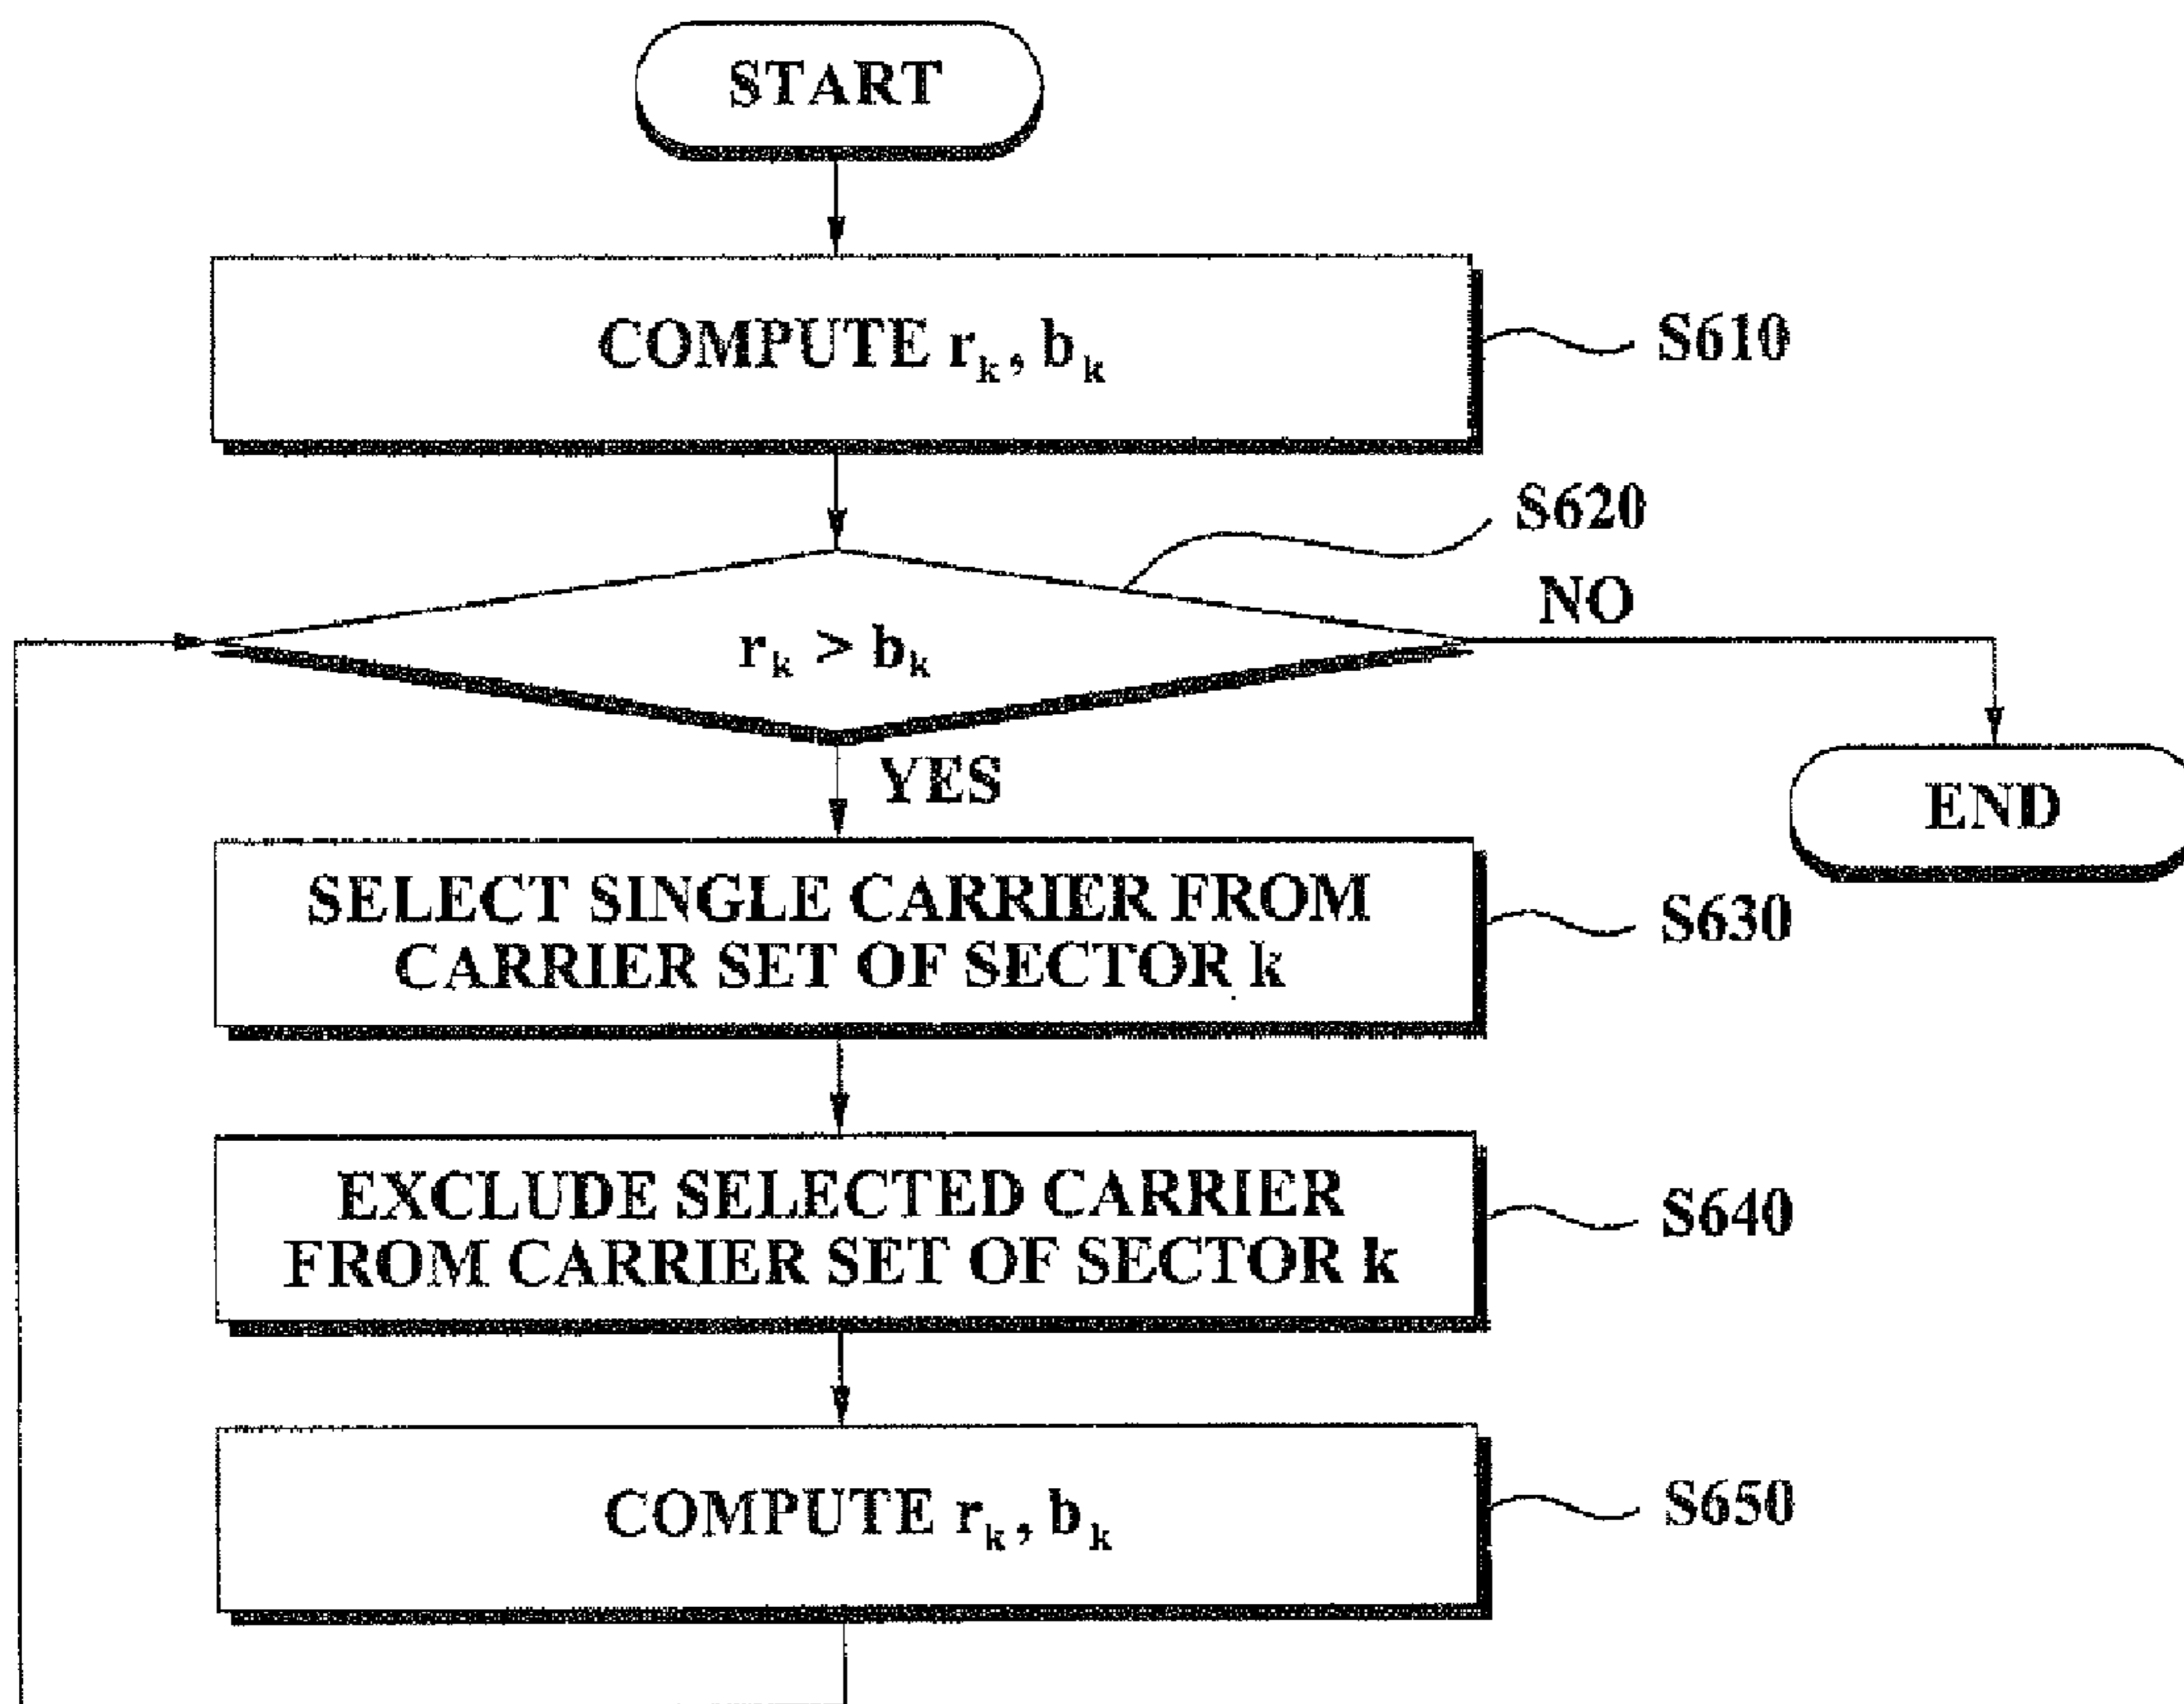 START
COMPUTE rₖ, bₖ
S610
S620
NO
rₖ > bₖ
YES
END
SELECT SINGLE CARRIER FROM
CARRIER SET OF SECTOR k
S630
EXCLUDE SELECTED CARRIER
FROM CARRIER SET OF SECTOR k
S640
COMPUTE rₖ, bₖ
S650